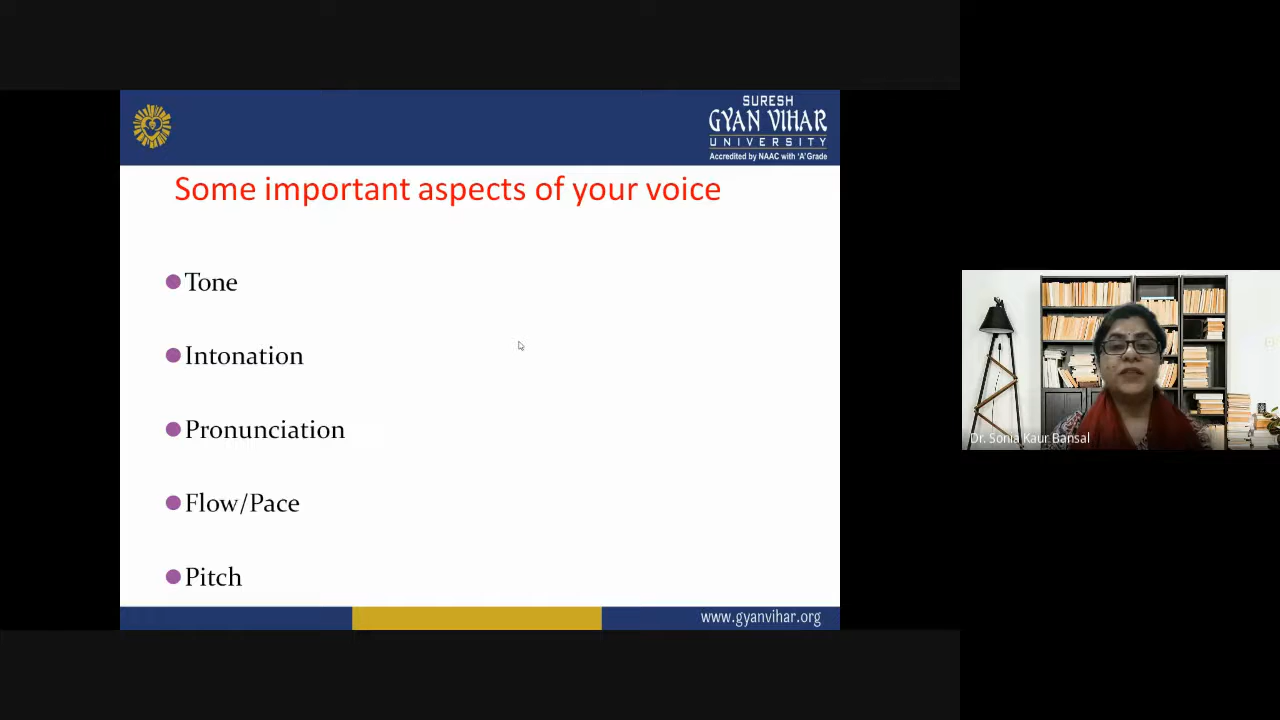 SURESH
GYAN VIHAR
UNIVERSITY
Accredited by NAAC with 'A' Grade
Some important aspects of your voice
Tone
Intonation
Pronunciation
Flow/Pace
Pitch
www.gyanvihar.org
Dr. Sonia Kaur Bansal